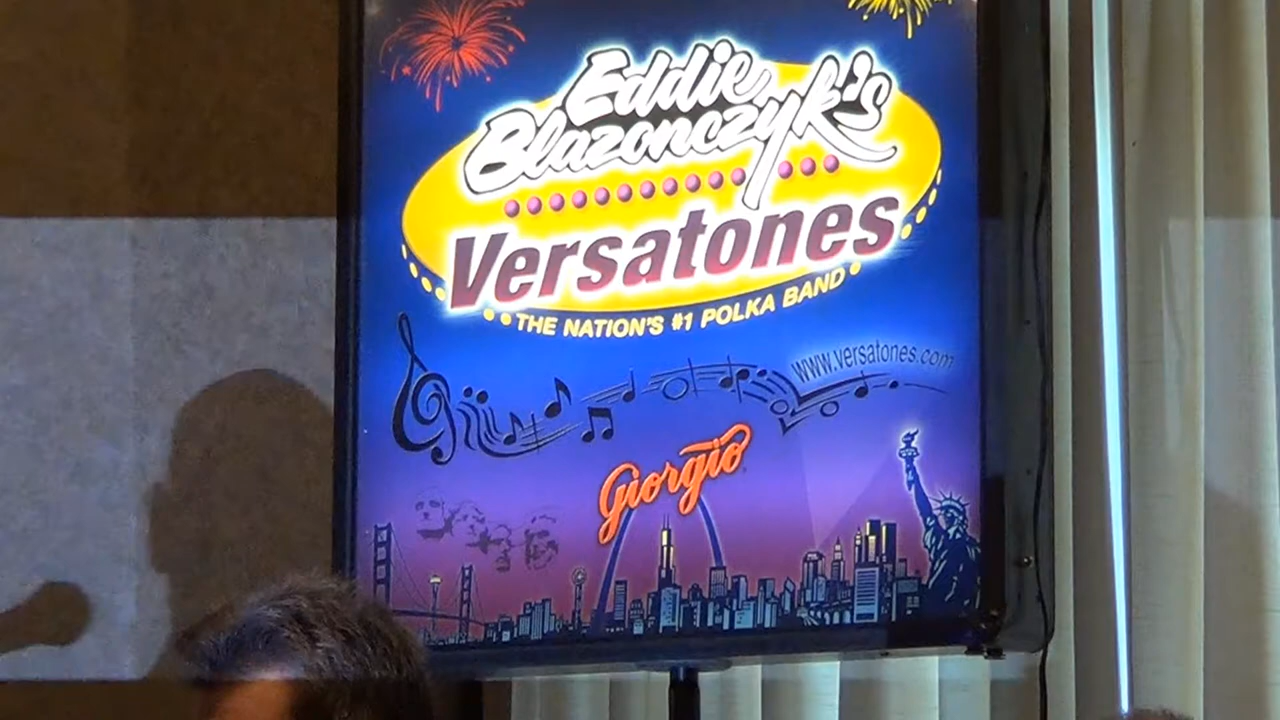 Eddie
Blazonczyk's
Versatones
THE NATION'S #1 POLKA BAND
www.versatones.com
Giorgio